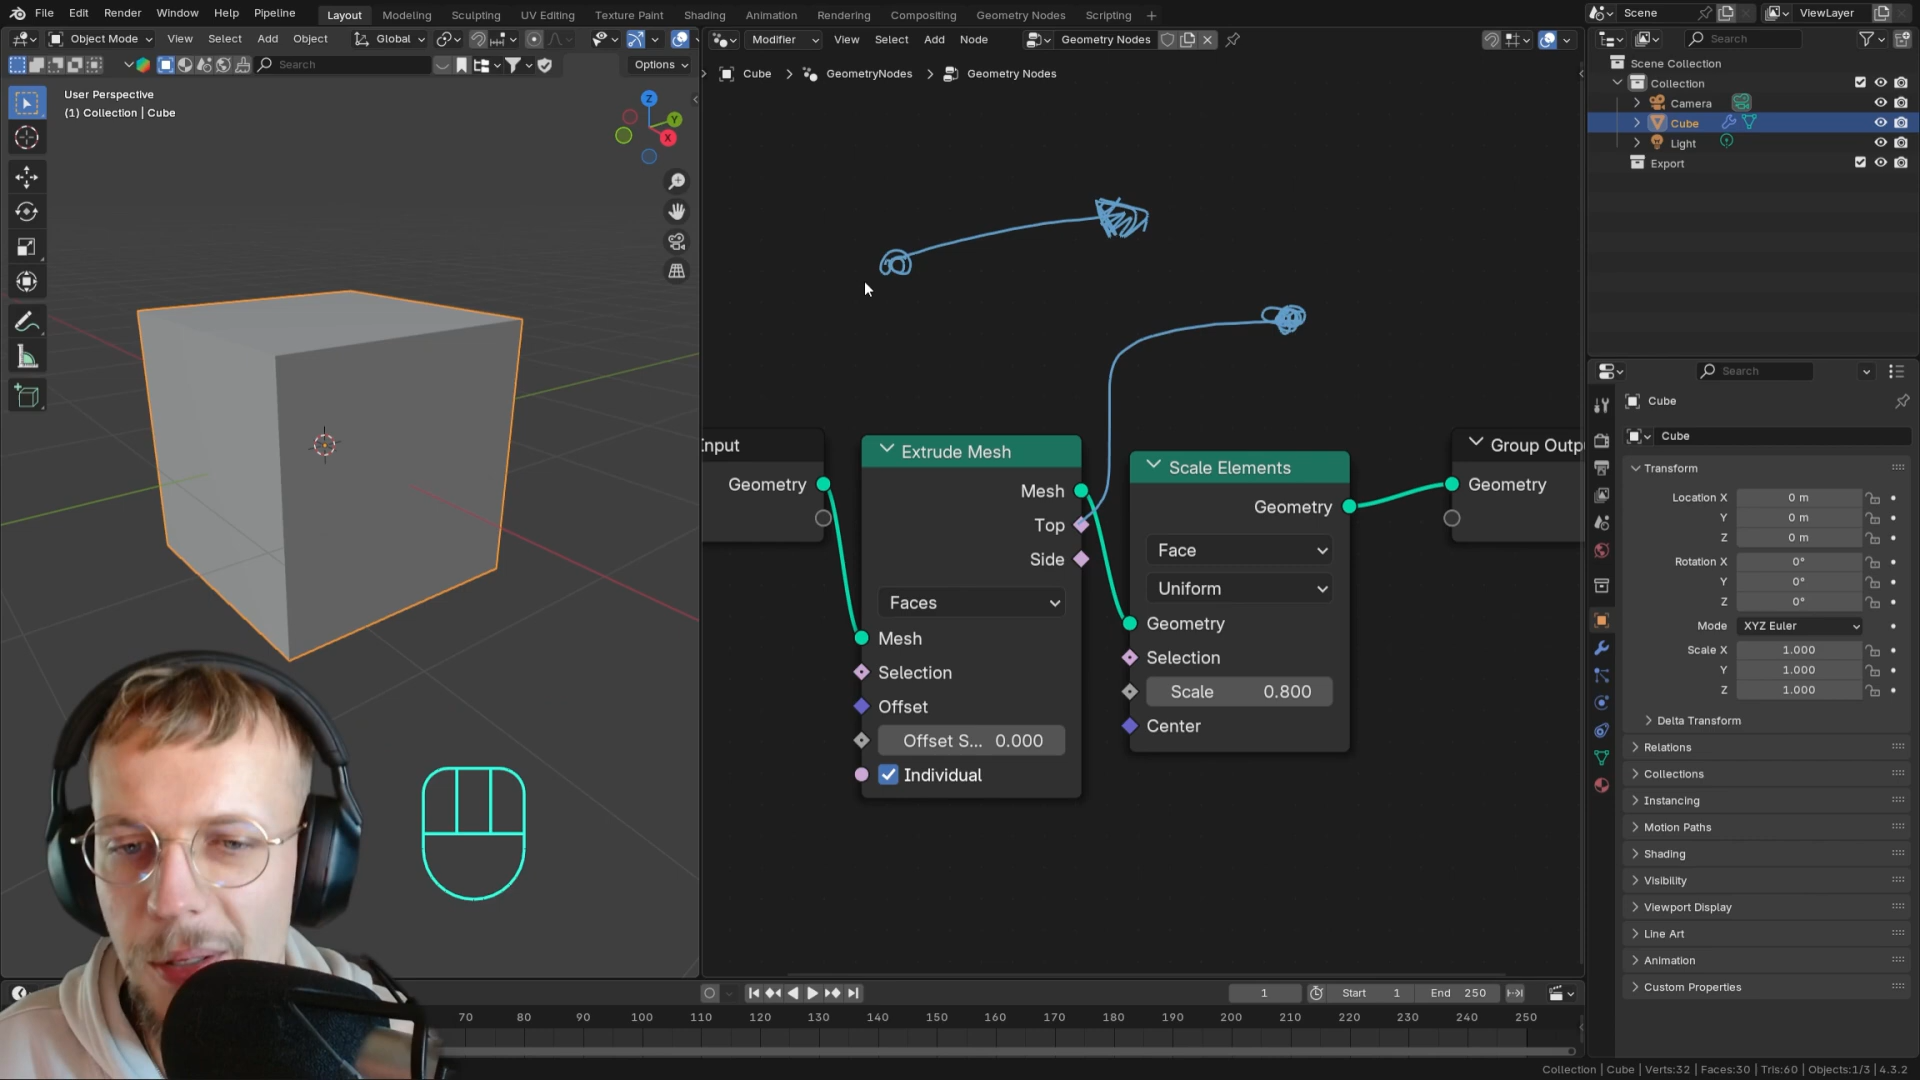 File Edit Render Window Help Pipeline Layout Modeling Sculpting UV Editing Texture Paint Shading Animation Rendering Compositing Geometry Nodes Scripting Scene ViewLayer
Object Mode View Select Add Object Global Modifier View Select Add Node Geometry Nodes Search
Search Options
Cube GeometryNodes Geometry Nodes
User Perspective
(1) Collection | Cube
Z
Y
X
Input
Geometry
Extrude Mesh
Mesh
Top
Side
Faces
Mesh
Selection
Offset
Offset S... 0.000
Individual
Scale Elements
Geometry
Face
Uniform
Geometry
Selection
Scale 0.800
Center
Group Outp
Geometry
Scene Collection
Collection
Camera
Cube
Light
Export
Search
Cube
Cube
Transform
Location X 0 m
Y 0 m
Z 0 m
Rotation X 0°
Y 0°
Z 0°
Mode XYZ Euler
Scale X 1.000
Y 1.000
Z 1.000
Delta Transform
Relations
Collections
Instancing
Motion Paths
Shading
Visibility
Viewport Display
Line Art
Animation
Custom Properties
1 Start 1 End 250
70 80 90 100 110 120 130 140 150 160 170 180 190 200 210 220 230 240 250
Collection | Cube | Verts:32 | Faces:30 | Tris:60 | Objects:1/3 | 4.3.2